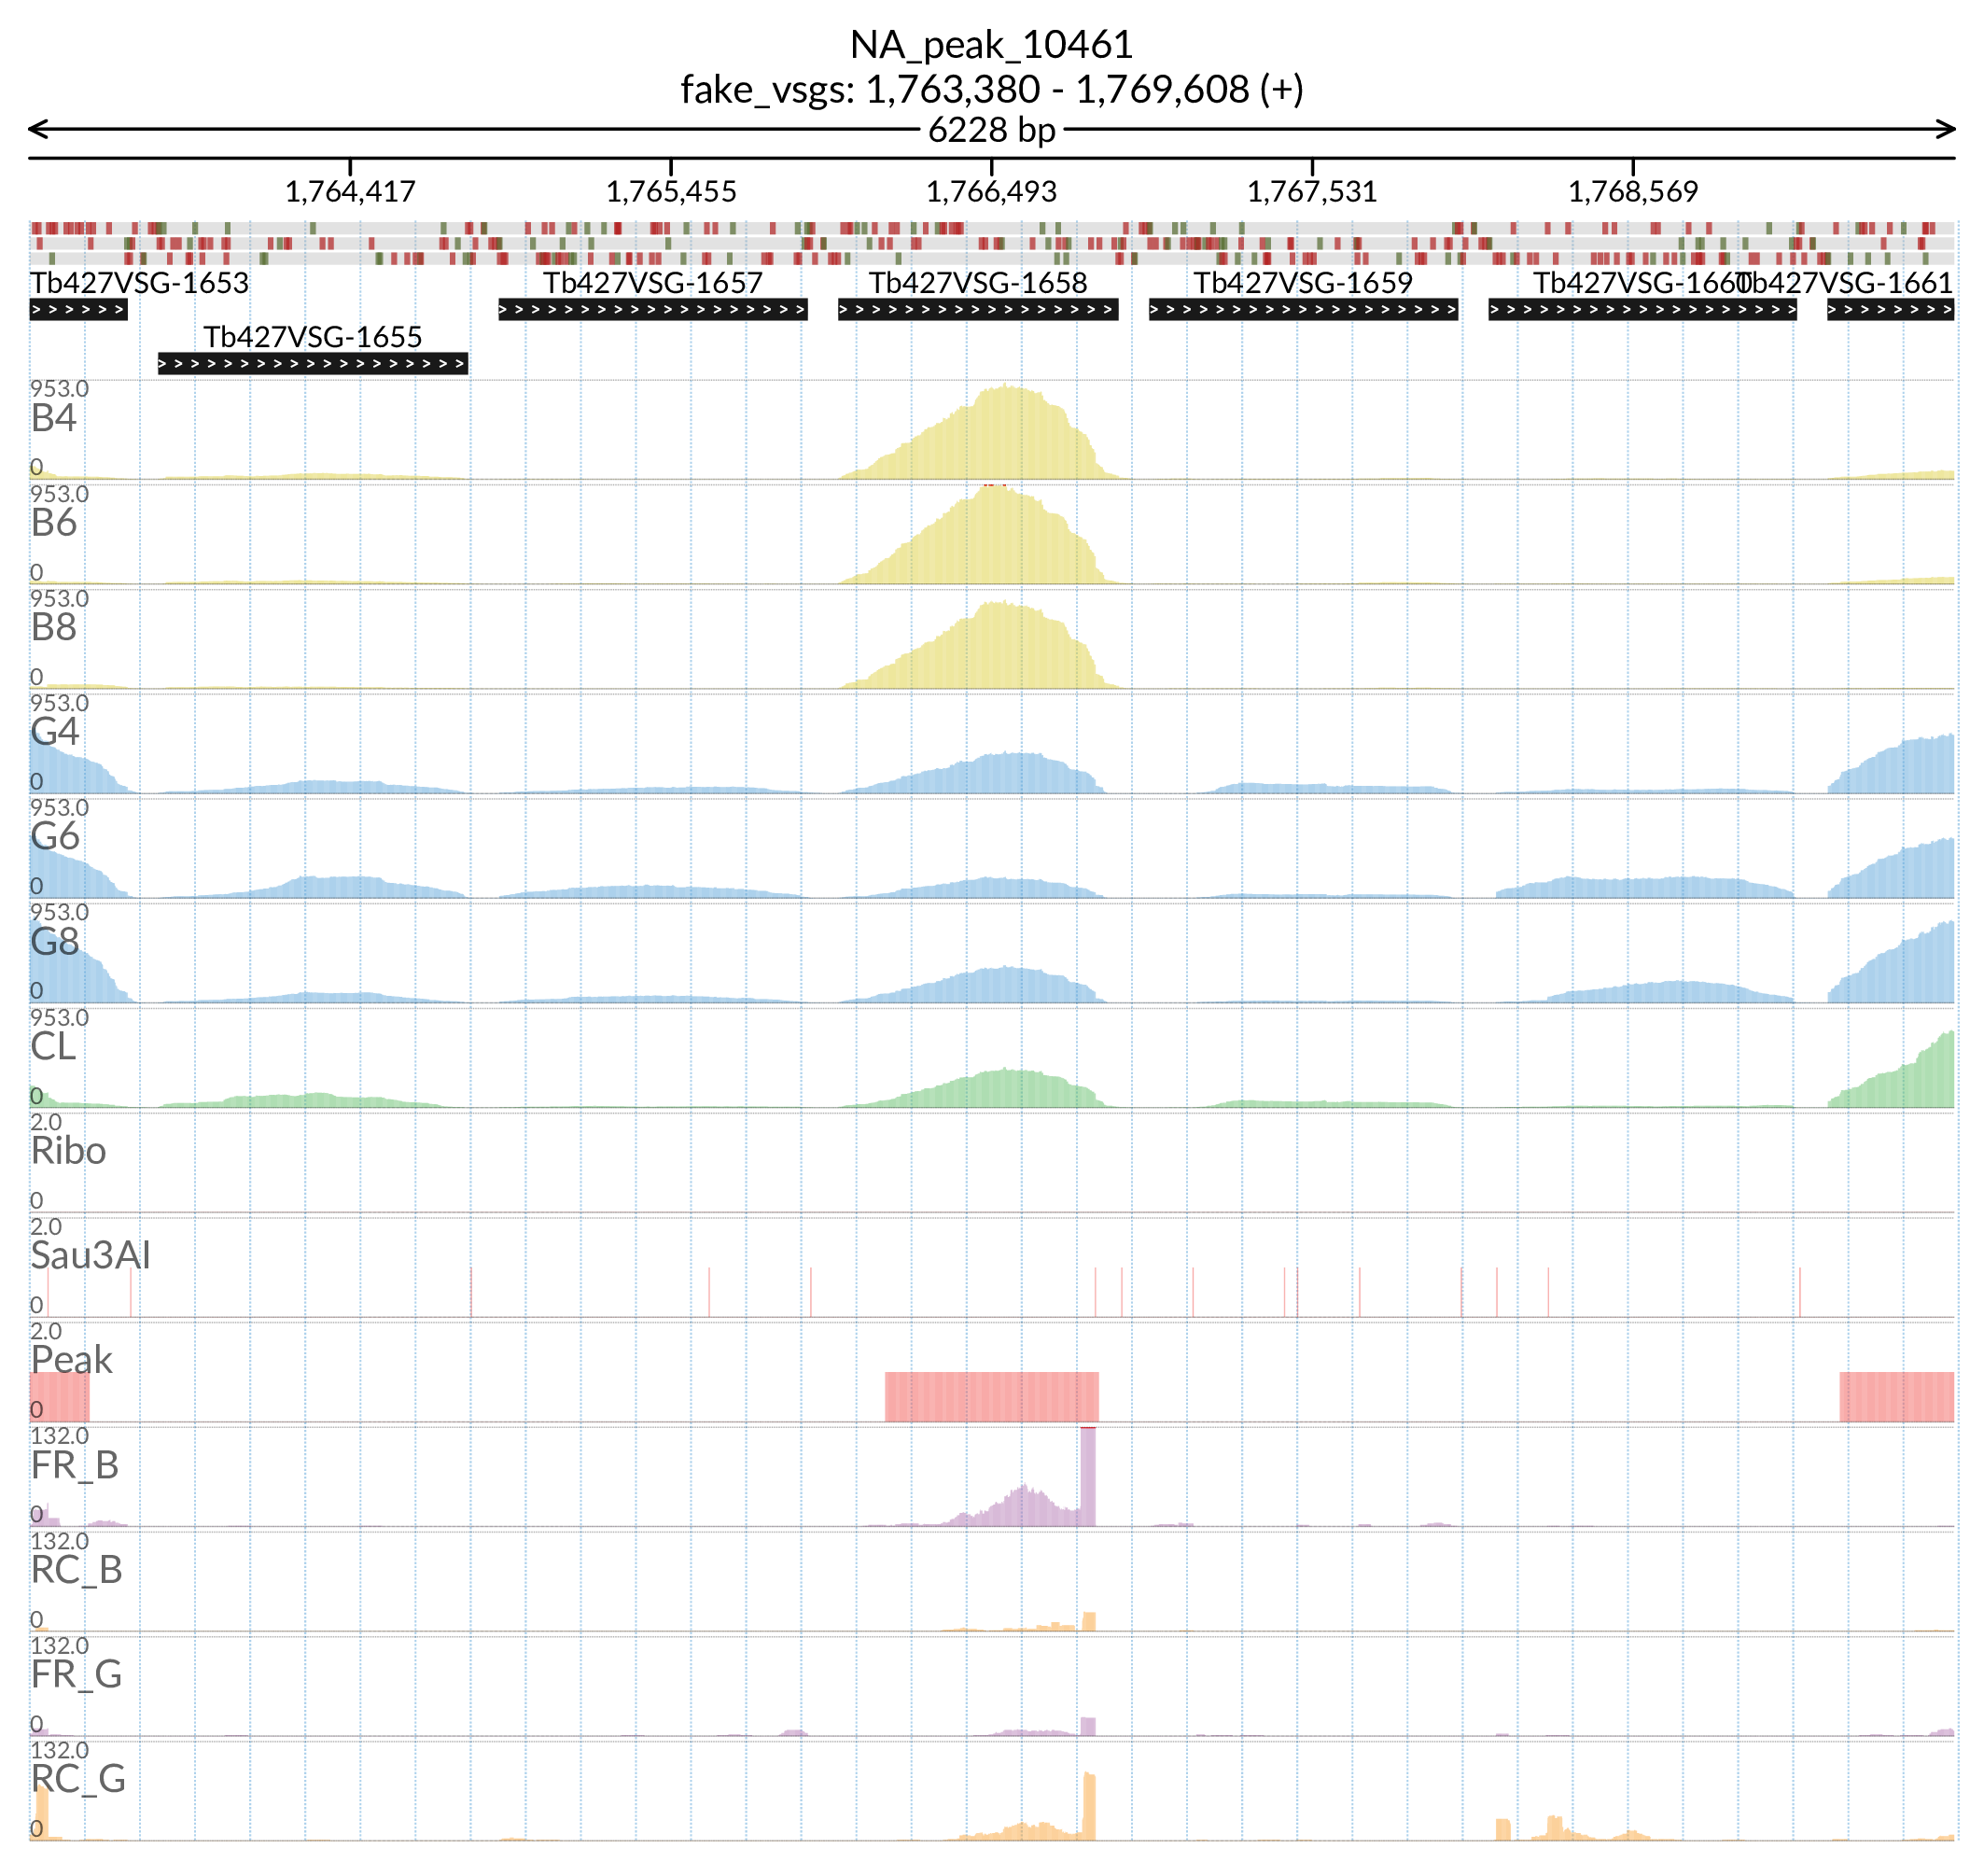 NA_peak_10461
fake_vsgs: 1,763,380 - 1,769,608 (+)
6228 bp
1,764,417 1,765,455 1,766,493 1,767,531 1,768,569
Tb427VSG-1653 Tb427VSG-1657 Tb427VSG-1658 Tb427VSG-1659 Tb427VSG-1660 Tb427VSG-1661
Tb427VSG-1655
953.0
B4
0
953.0
B6
0
953.0
B8
0
953.0
G4
0
953.0
G6
0
953.0
G8
0
953.0
CL
0
2.0
Ribo
0
2.0
Sau3AI
0
2.0
Peak
0
132.0
FR_B
0
132.0
RC_B
0
132.0
FR_G
0
132.0
RC_G
0